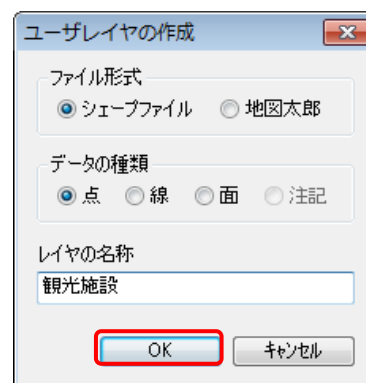 ユーザレイヤの作成
ファイル形式
シェープファイル 地図太郎
データの種類
点 線 面 注記
レイヤの名称
観光施設
OK キャンセル